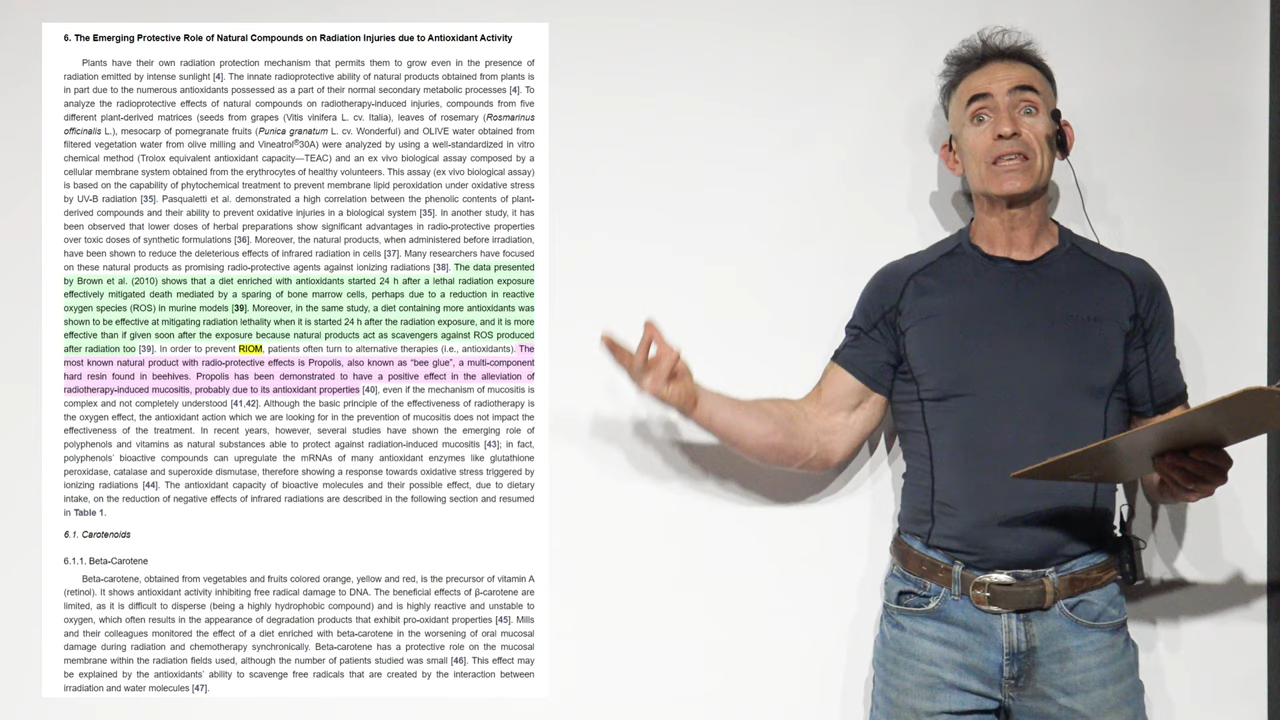 6. The Emerging Protective Role of Natural Compounds on Radiation Injuries due to Antioxidant Activity
Plants have their own radiation protection mechanism that permits them to grow even in the presence of
radiation emitted by intense sunlight [4]. The innate radioprotective ability of natural products obtained from plants is
in part due to the numerous antioxidants possessed as a part of their normal secondary metabolic processes [4]. To
analyze the radioprotective effects of natural compounds on radiotherapy-induced injuries, compounds from five
different plant-derived matrices (seeds from grapes (Vitis vinifera L. cv. Italia), leaves of rosemary (Rosmarinus
officinalis L.), mesocarp of pomegranate fruits (Punica granatum L. cv. Wonderful) and OLIVE water obtained from
filtered vegetation water from olive milling and Vineatrol®30A) were analyzed by using a well-standardized in vitro
chemical method (Trolox equivalent antioxidant capacity—TEAC) and an ex vivo biological assay composed by a
cellular membrane system obtained from the erythrocytes of healthy volunteers. This assay (ex vivo biological assay)
is based on the capability of phytochemical treatment to prevent membrane lipid peroxidation under oxidative stress
by UV-B radiation [35]. Pasqualetti et al. demonstrated a high correlation between the phenolic contents of plant-
derived compounds and their ability to prevent oxidative injuries in a biological system [35]. In another study, it has
been observed that lower doses of herbal preparations show significant advantages in radio-protective properties
over toxic doses of synthetic formulations [36]. Moreover, the natural products, when administered before irradiation,
have been shown to reduce the deleterious effects of infrared radiation in cells [37]. Many researchers have focused
on these natural products as promising radio-protective agents against ionizing radiations [38]. The data presented
by Brown et al. (2010) shows that a diet enriched with antioxidants started 24 h after a lethal radiation exposure
effectively mitigated death mediated by a sparing of bone marrow cells, perhaps due to a reduction in reactive
oxygen species (ROS) in murine models [39]. Moreover, in the same study, a diet containing more antioxidants was
shown to be effective at mitigating radiation lethality when it is started 24 h after the radiation exposure, and it is more
effective than if given soon after the exposure because natural products act as scavengers against ROS produced
after radiation too [39]. In order to prevent RIOM, patients often turn to alternative therapies (i.e., antioxidants). The
most known natural product with radio-protective effects is Propolis, also known as “bee glue”, a multi-component
hard resin found in beehives. Propolis has been demonstrated to have a positive effect in the alleviation of
radiotherapy-induced mucositis, probably due to its antioxidant properties [40], even if the mechanism of mucositis is
complex and not completely understood [41,42]. Although the basic principle of the effectiveness of radiotherapy is
the oxygen effect, the antioxidant action which we are looking for in the prevention of mucositis does not impact the
effectiveness of the treatment. In recent years, however, several studies have shown the emerging role of
polyphenols and vitamins as natural substances able to protect against radiation-induced mucositis [43]; in fact,
polyphenols’ bioactive compounds can upregulate the mRNAs of many antioxidant enzymes like glutathione
peroxidase, catalase and superoxide dismutase, therefore showing a response towards oxidative stress triggered by
ionizing radiations [44]. The antioxidant capacity of bioactive molecules and their possible effect, due to dietary
intake, on the reduction of negative effects of infrared radiations are described in the following section and resumed
in Table 1.
6.1. Carotenoids
6.1.1. Beta-Carotene
Beta-carotene, obtained from vegetables and fruits colored orange, yellow and red, is the precursor of vitamin A
(retinol). It shows antioxidant activity inhibiting free radical damage to DNA. The beneficial effects of β-carotene are
limited, as it is difficult to disperse (being a highly hydrophobic compound) and is highly reactive and unstable to
oxygen, which often results in the appearance of degradation products that exhibit pro-oxidant properties [45]. Mills
and their colleagues monitored the effect of a diet enriched with beta-carotene in the worsening of oral mucosal
damage during radiation and chemotherapy synchronically. Beta-carotene has a protective role on the mucosal
membrane within the radiation fields used, although the number of patients studied was small [46]. This effect may
be explained by the antioxidants’ ability to scavenge free radicals that are created by the interaction between
irradiation and water molecules [47].